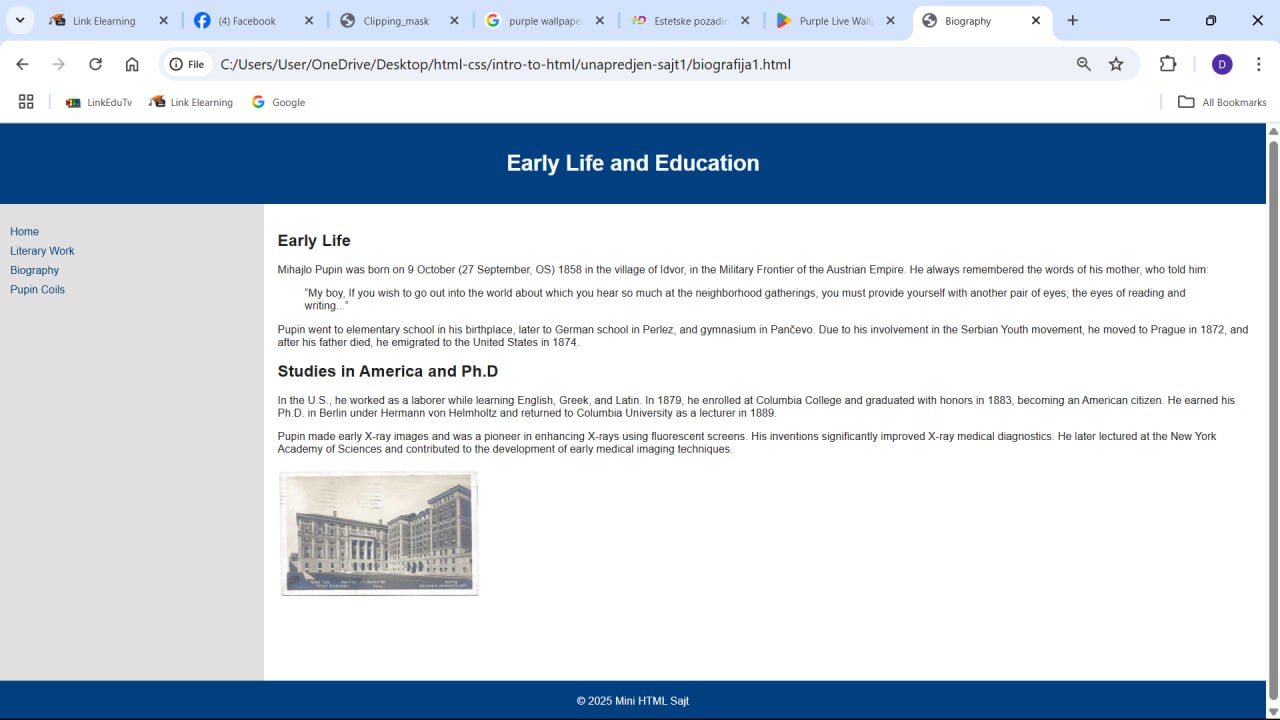 Link Elearning
(4) Facebook
Clipping_mask
purple wallpape
Estetske pozadin
Purple Live Wall
Biography
File
C:/Users/User/OneDrive/Desktop/html-css/intro-to-html/unapredjen-sajt1/biografija1.html
D
LinkEduTv
Link Elearning
Google
All Bookmarks
Early Life and Education
Home
Literary Work
Biography
Pupin Coils
Early Life
Mihajlo Pupin was born on 9 October (27 September, OS) 1858 in the village of Idvor, in the Military Frontier of the Austrian Empire. He always remembered the words of his mother, who told him:
"My boy, If you wish to go out into the world about which you hear so much at the neighborhood gatherings, you must provide yourself with another pair of eyes; the eyes of reading and
writing..."
Pupin went to elementary school in his birthplace, later to German school in Perlez, and gymnasium in Pančevo. Due to his involvement in the Serbian Youth movement, he moved to Prague in 1872, and
after his father died, he emigrated to the United States in 1874.
Studies in America and Ph.D
In the U.S., he worked as a laborer while learning English, Greek, and Latin. In 1879, he enrolled at Columbia College and graduated with honors in 1883, becoming an American citizen. He earned his
Ph.D. in Berlin under Hermann von Helmholtz and returned to Columbia University as a lecturer in 1889.
Pupin made early X-ray images and was a pioneer in enhancing X-rays using fluorescent screens. His inventions significantly improved X-ray medical diagnostics. He later lectured at the New York
Academy of Sciences and contributed to the development of early medical imaging techniques.
© 2025 Mini HTML Sajt